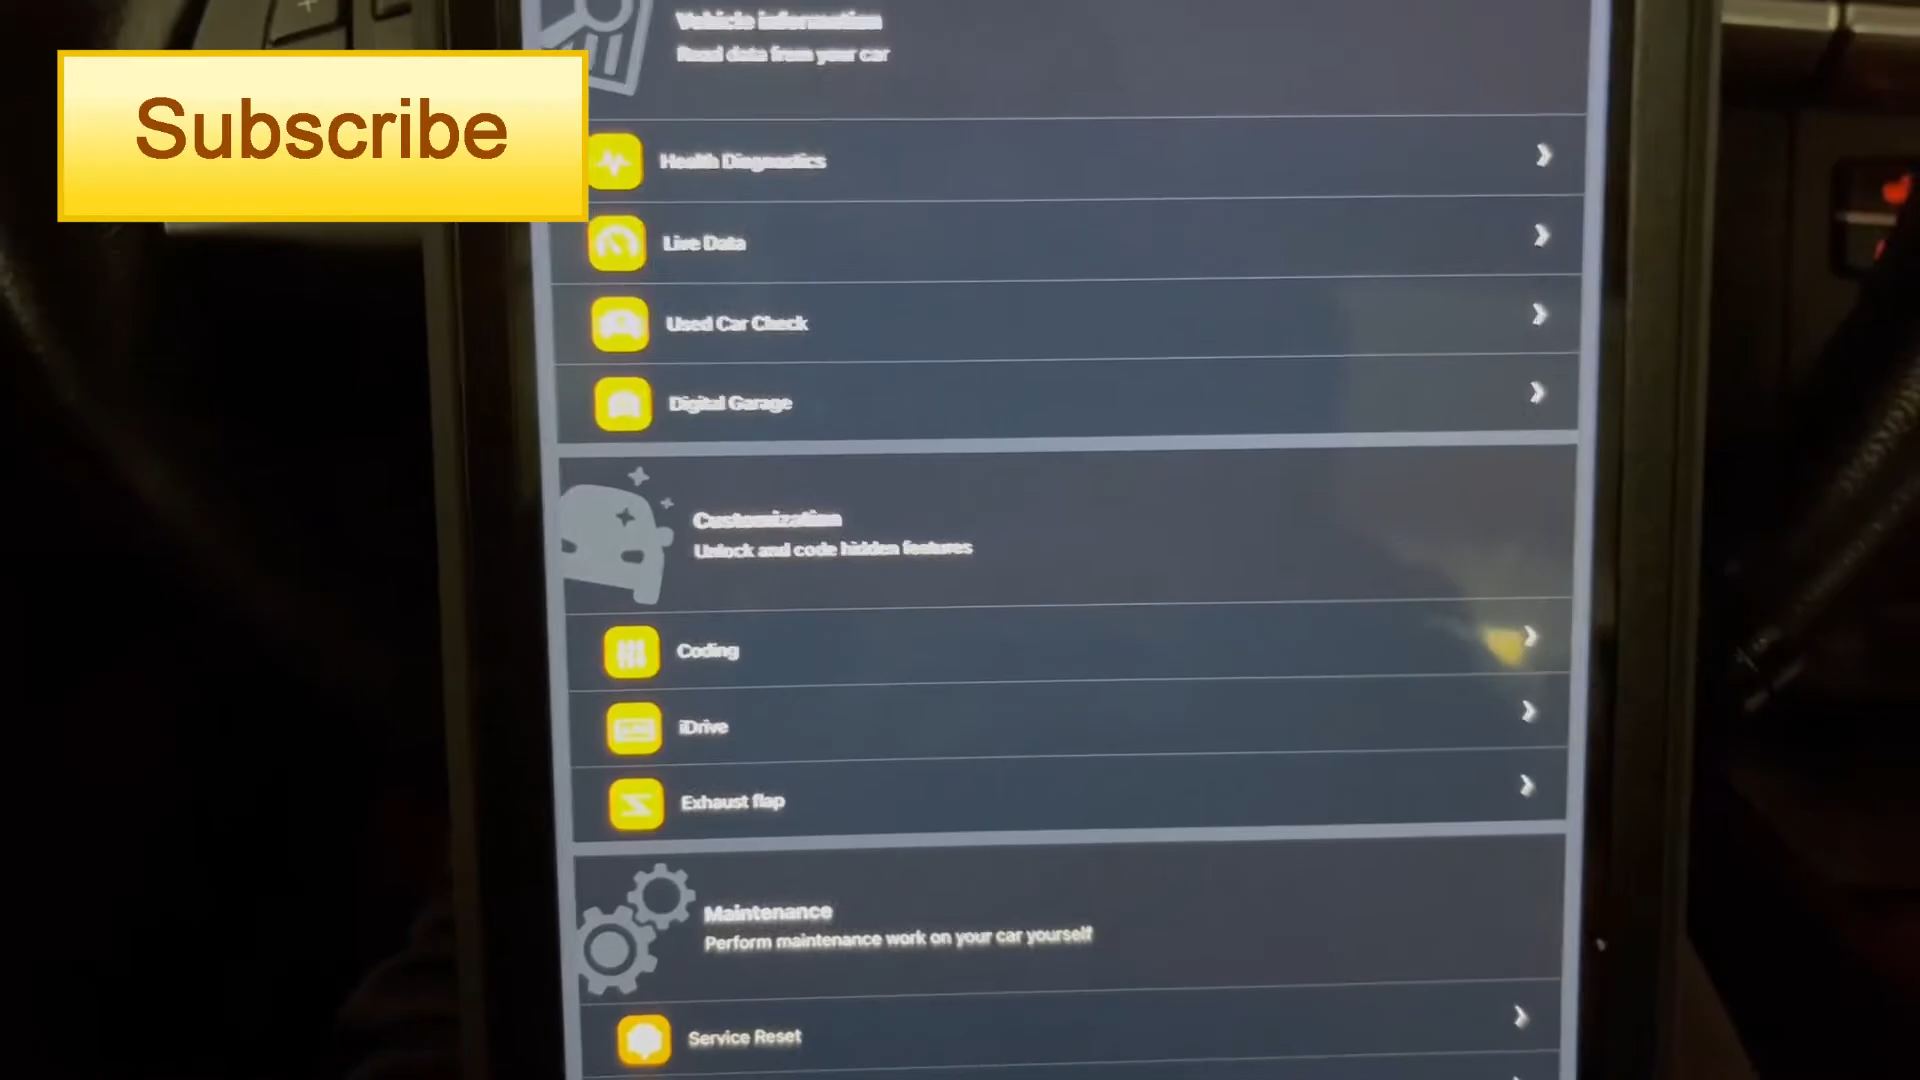 Subscribe
Vehicle information
Read data from your car
Health Diagnostics
Live Data
Used Car Check
Digital Garage
Customization
Unlock and code hidden features
Coding
iDrive
Exhaust flap
Maintenance
Perform maintenance work on your car yourself
Service Reset